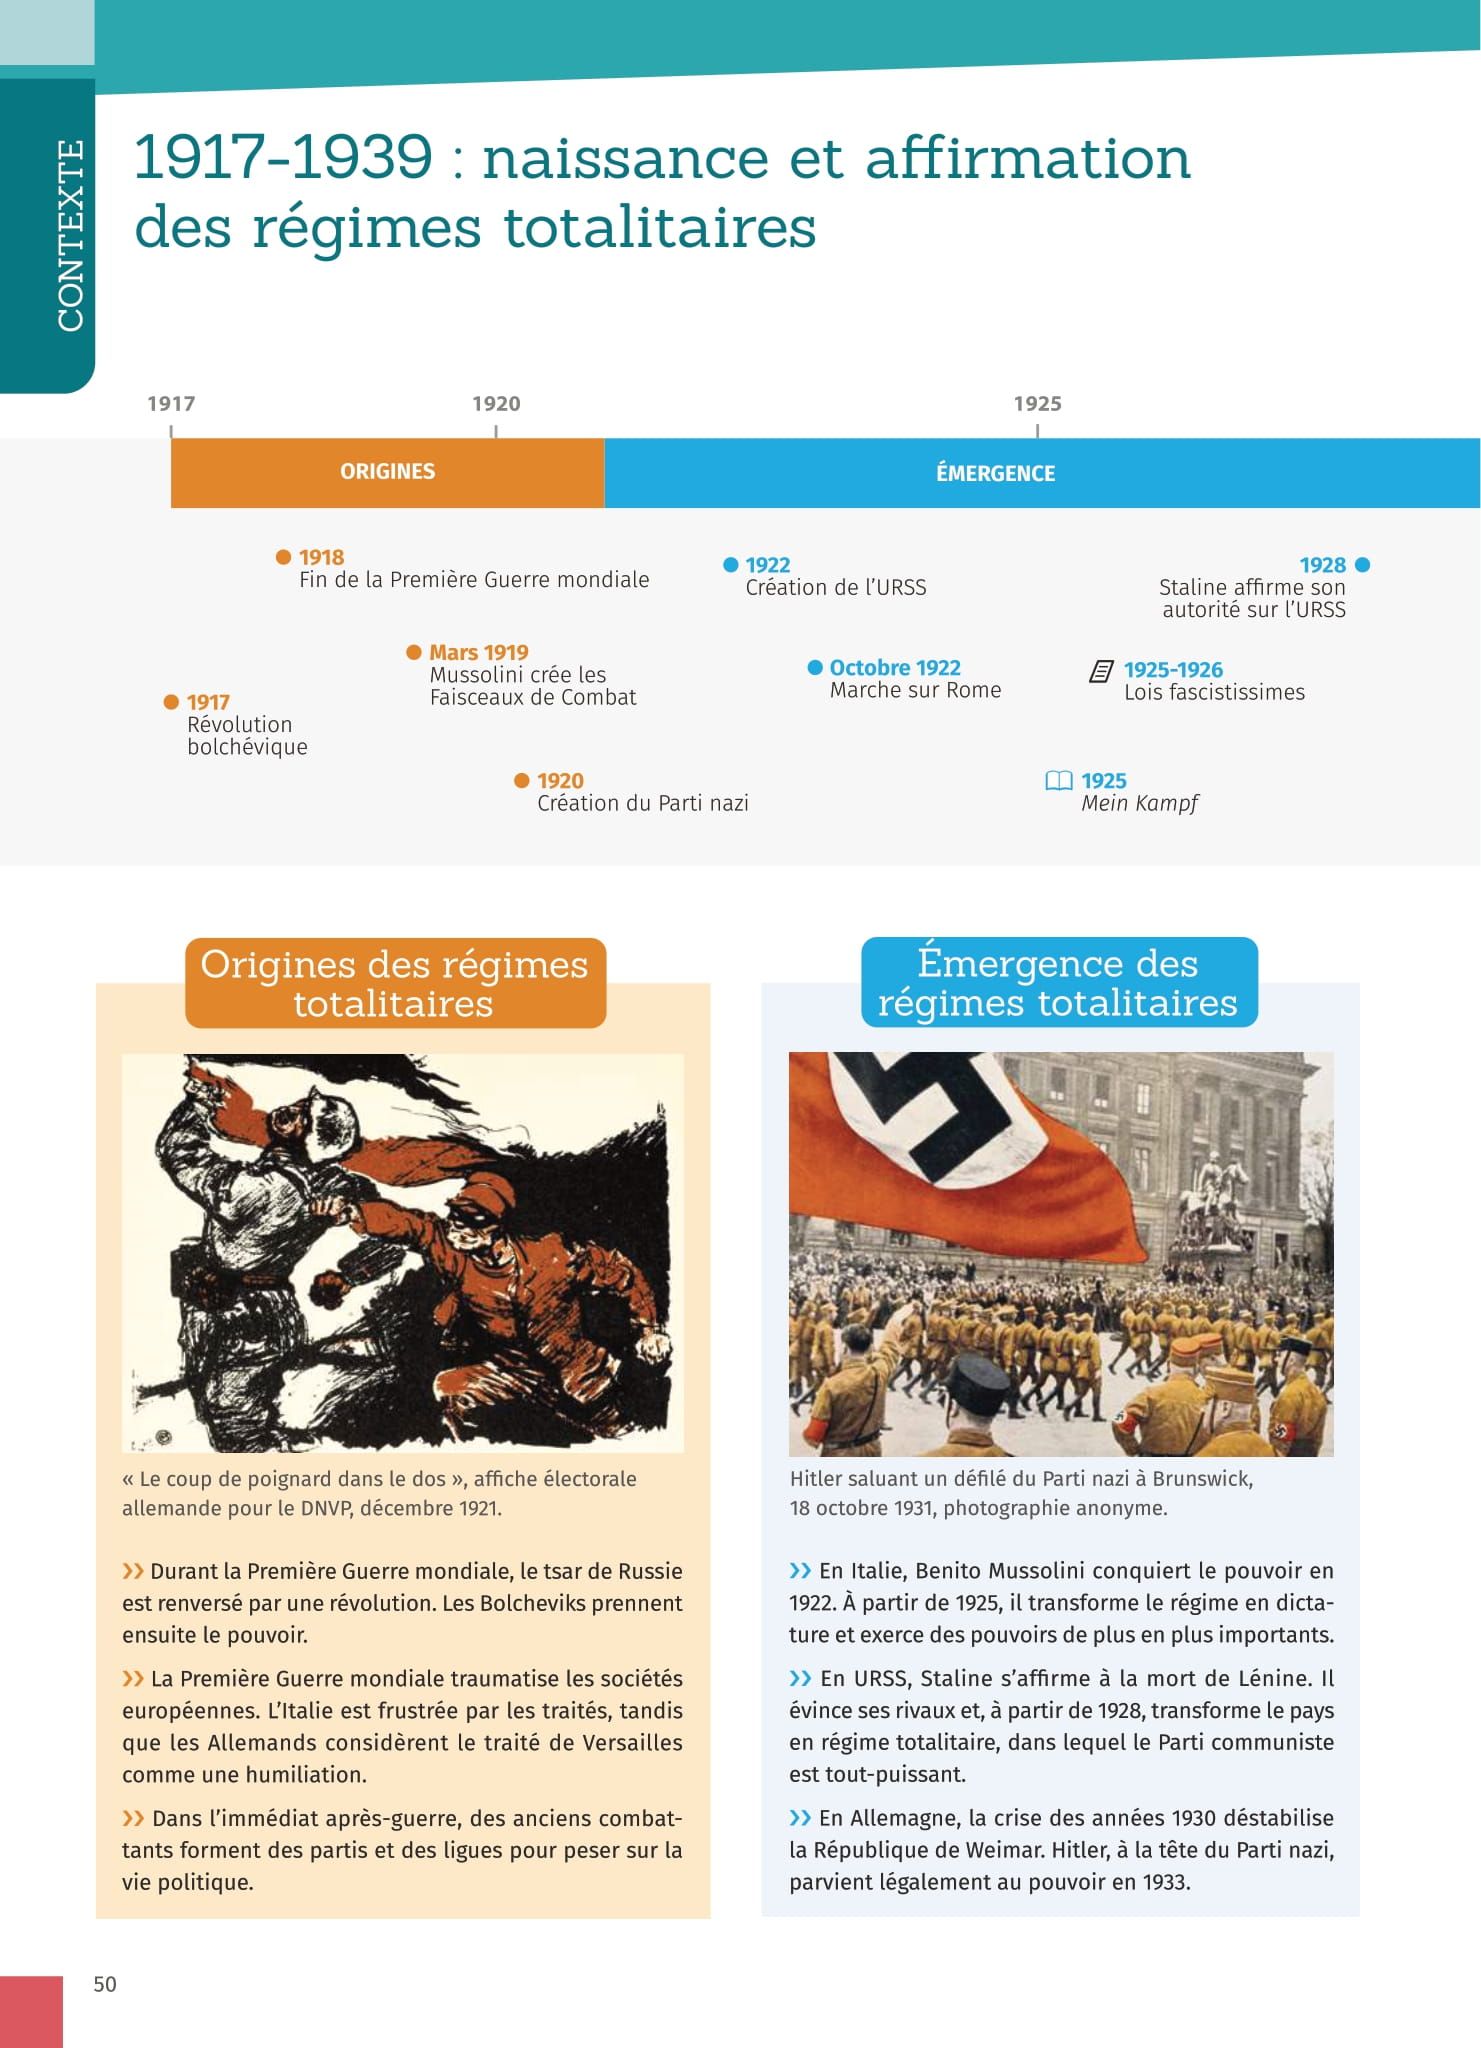 CONTEXTE
1917-1939 : naissance et affirmation
des régimes totalitaires
1917
1920
1925
ORIGINES
ÉMERGENCE
1918
Fin de la Première Guerre mondiale
Mars 1919
Mussolini crée les
Faisceaux de Combat
1917
Révolution
bolchévique
1920
Création du Parti nazi
1922
Création de l'URSS
Octobre 1922
Marche sur Rome
1928
Staline affirme son
autorité sur l'URSS
1925-1926
Lois fascistissimes
1925
Mein Kampf
Origines des régimes
totalitaires
« Le coup de poignard dans le dos », affiche électorale
allemande pour le DNVP, décembre 1921.
›› Durant la Première Guerre mondiale, le tsar de Russie
est renversé par une révolution. Les Bolcheviks prennent
ensuite le pouvoir.
›› La Première Guerre mondiale traumatise les sociétés
européennes. L'Italie est frustrée par les traités, tandis
que les Allemands considèrent le traité de Versailles
comme une humiliation.
›› Dans l'immédiat après-guerre, des anciens combat-
tants forment des partis et des ligues pour peser sur la
vie politique.
Émergence des
régimes totalitaires
Hitler saluant un défilé du Parti nazi à Brunswick,
18 octobre 1931, photographie anonyme.
›› En Italie, Benito Mussolini conquiert le pouvoir en
1922. À partir de 1925, il transforme le régime en dicta-
ture et exerce des pouvoirs de plus en plus importants.
›› En URSS, Staline s'affirme à la mort de Lénine. Il
évince ses rivaux et, à partir de 1928, transforme le pays
en régime totalitaire, dans lequel le Parti communiste
est tout-puissant.
›› En Allemagne, la crise des années 1930 déstabilise
la République de Weimar. Hitler, à la tête du Parti nazi,
parvient légalement au pouvoir en 1933.
50